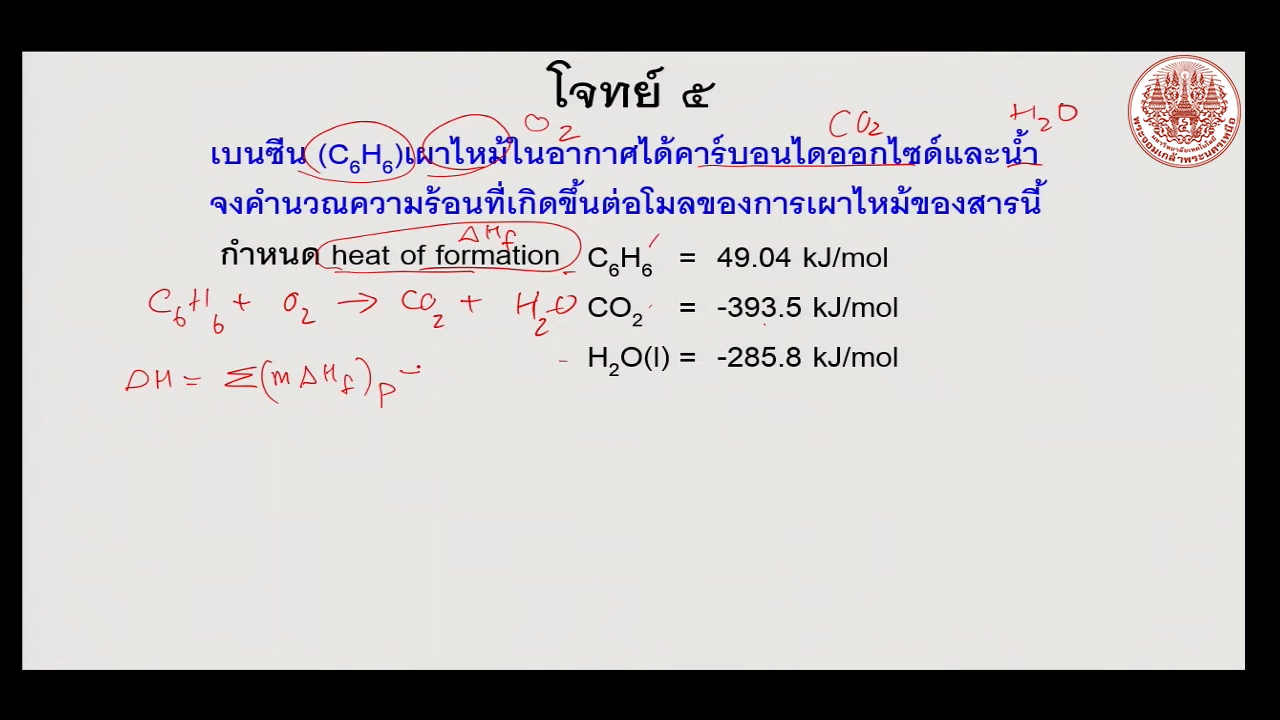 โจทย์ ๕
O₂ CO₂ H₂O
เบนซีน (C₆H₆)เผาไหม้ในอากาศได้คาร์บอนไดออกไซด์และน้ำ
จงคำนวณความร้อนที่เกิดขึ้นต่อโมลของการเผาไหม้ของสารนี้
ΔHf
กำหนด heat of formation C₆H₆ = 49.04 kJ/mol
C₆H₆ + O₂ → CO₂ + H₂O
CO₂ = -393.5 kJ/mol
H₂O(l) = -285.8 kJ/mol
ΔH = Σ(mΔHf)p -